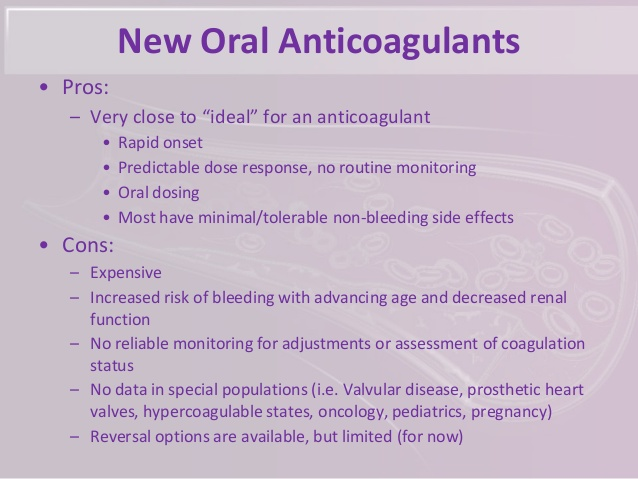 New Oral Anticoagulants
• Pros:
– Very close to “ideal” for an anticoagulant
• Rapid onset
• Predictable dose response, no routine monitoring
• Oral dosing
• Most have minimal/tolerable non-bleeding side effects
• Cons:
– Expensive
– Increased risk of bleeding with advancing age and decreased renal
function
– No reliable monitoring for adjustments or assessment of coagulation
status
– No data in special populations (i.e. Valvular disease, prosthetic heart
valves, hypercoagulable states, oncology, pediatrics, pregnancy)
– Reversal options are available, but limited (for now)